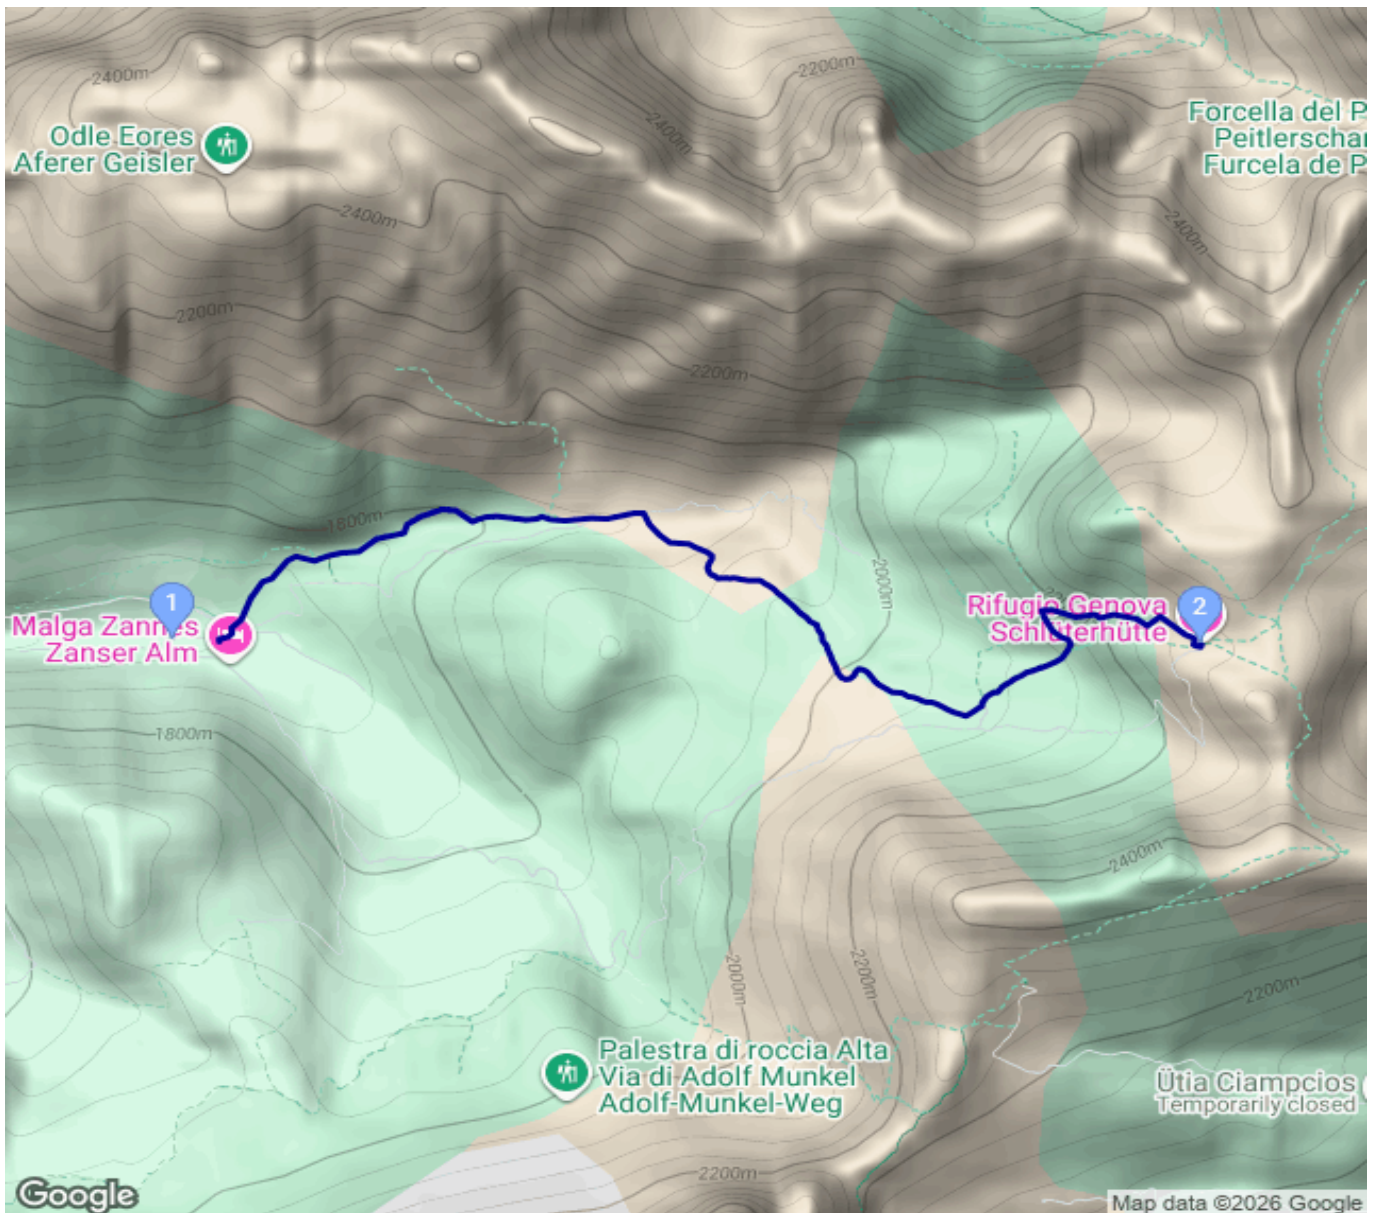 2400m
2200m
2400m
Forcella del P
Peitlerschar
Furcela de P
Odle Eores
Aferer Geisler
2400m
2400m
2200m
2200m
1800m
2000m
1
2
Malga Zannes
Zanser Alm
Rifugio Genova
Schlüterhütte
1800m
2400m
2000m
2200m
2200m
Palestra di roccia Alta
Via di Adolf Munkel
Adolf-Munkel-Weg
Ütia Ciampcios
Temporarily closed
2200m
Google
Map data ©2026 Google